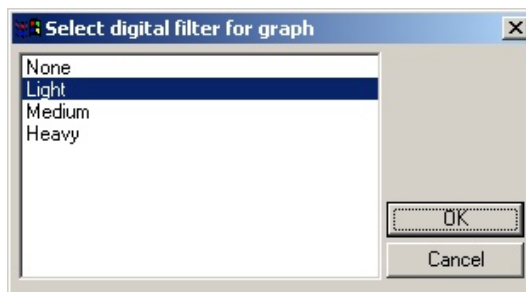 Select digital filter for graph
None
Light
Medium
Heavy
OK
Cancel